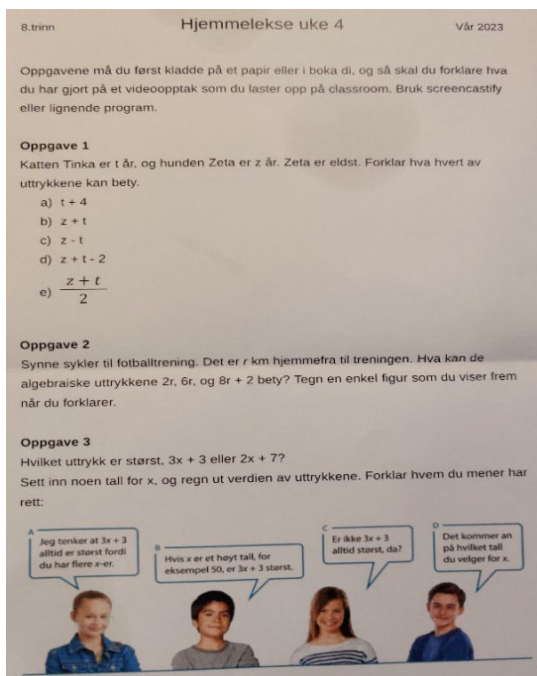 8.trinn
Hjemmelekse uke 4
Vår 2023
Oppgavene må du først kladde på et papir eller i boka di, og så skal du forklare hva
du har gjort på et videoopptak som du laster opp på classroom. Bruk screencastify
eller lignende program.
Oppgave 1
Katten Tinka er t år, og hunden Zeta er z år. Zeta er eldst. Forklar hva hvert av
uttrykkene kan bety.
a) t + 4
b) z + t
c) z - t
d) z + t - 2
e) \frac{z + t}{2}
Oppgave 2
Synne sykler til fotballtrening. Det er r km hjemmefra til treningen. Hva kan de
algebraiske uttrykkene 2r, 6r, og 8r + 2 bety? Tegn en enkel figur som du viser frem
når du forklarer.
Oppgave 3
Hvilket uttrykk er størst, 3x + 3 eller 2x + 7?
Sett inn noen tall for x, og regn ut verdien av uttrykkene. Forklar hvem du mener har
rett:
A
Jeg tenker at 3x + 3
alltid er størst fordi
du har flere x-er.
B
Hvis x er et høyt tall, for
eksempel 50, er 3x + 3 størst.
C
Er ikke 3x + 3
alltid størst, da?
D
Det kommer an
på hvilket tall
du velger for x.